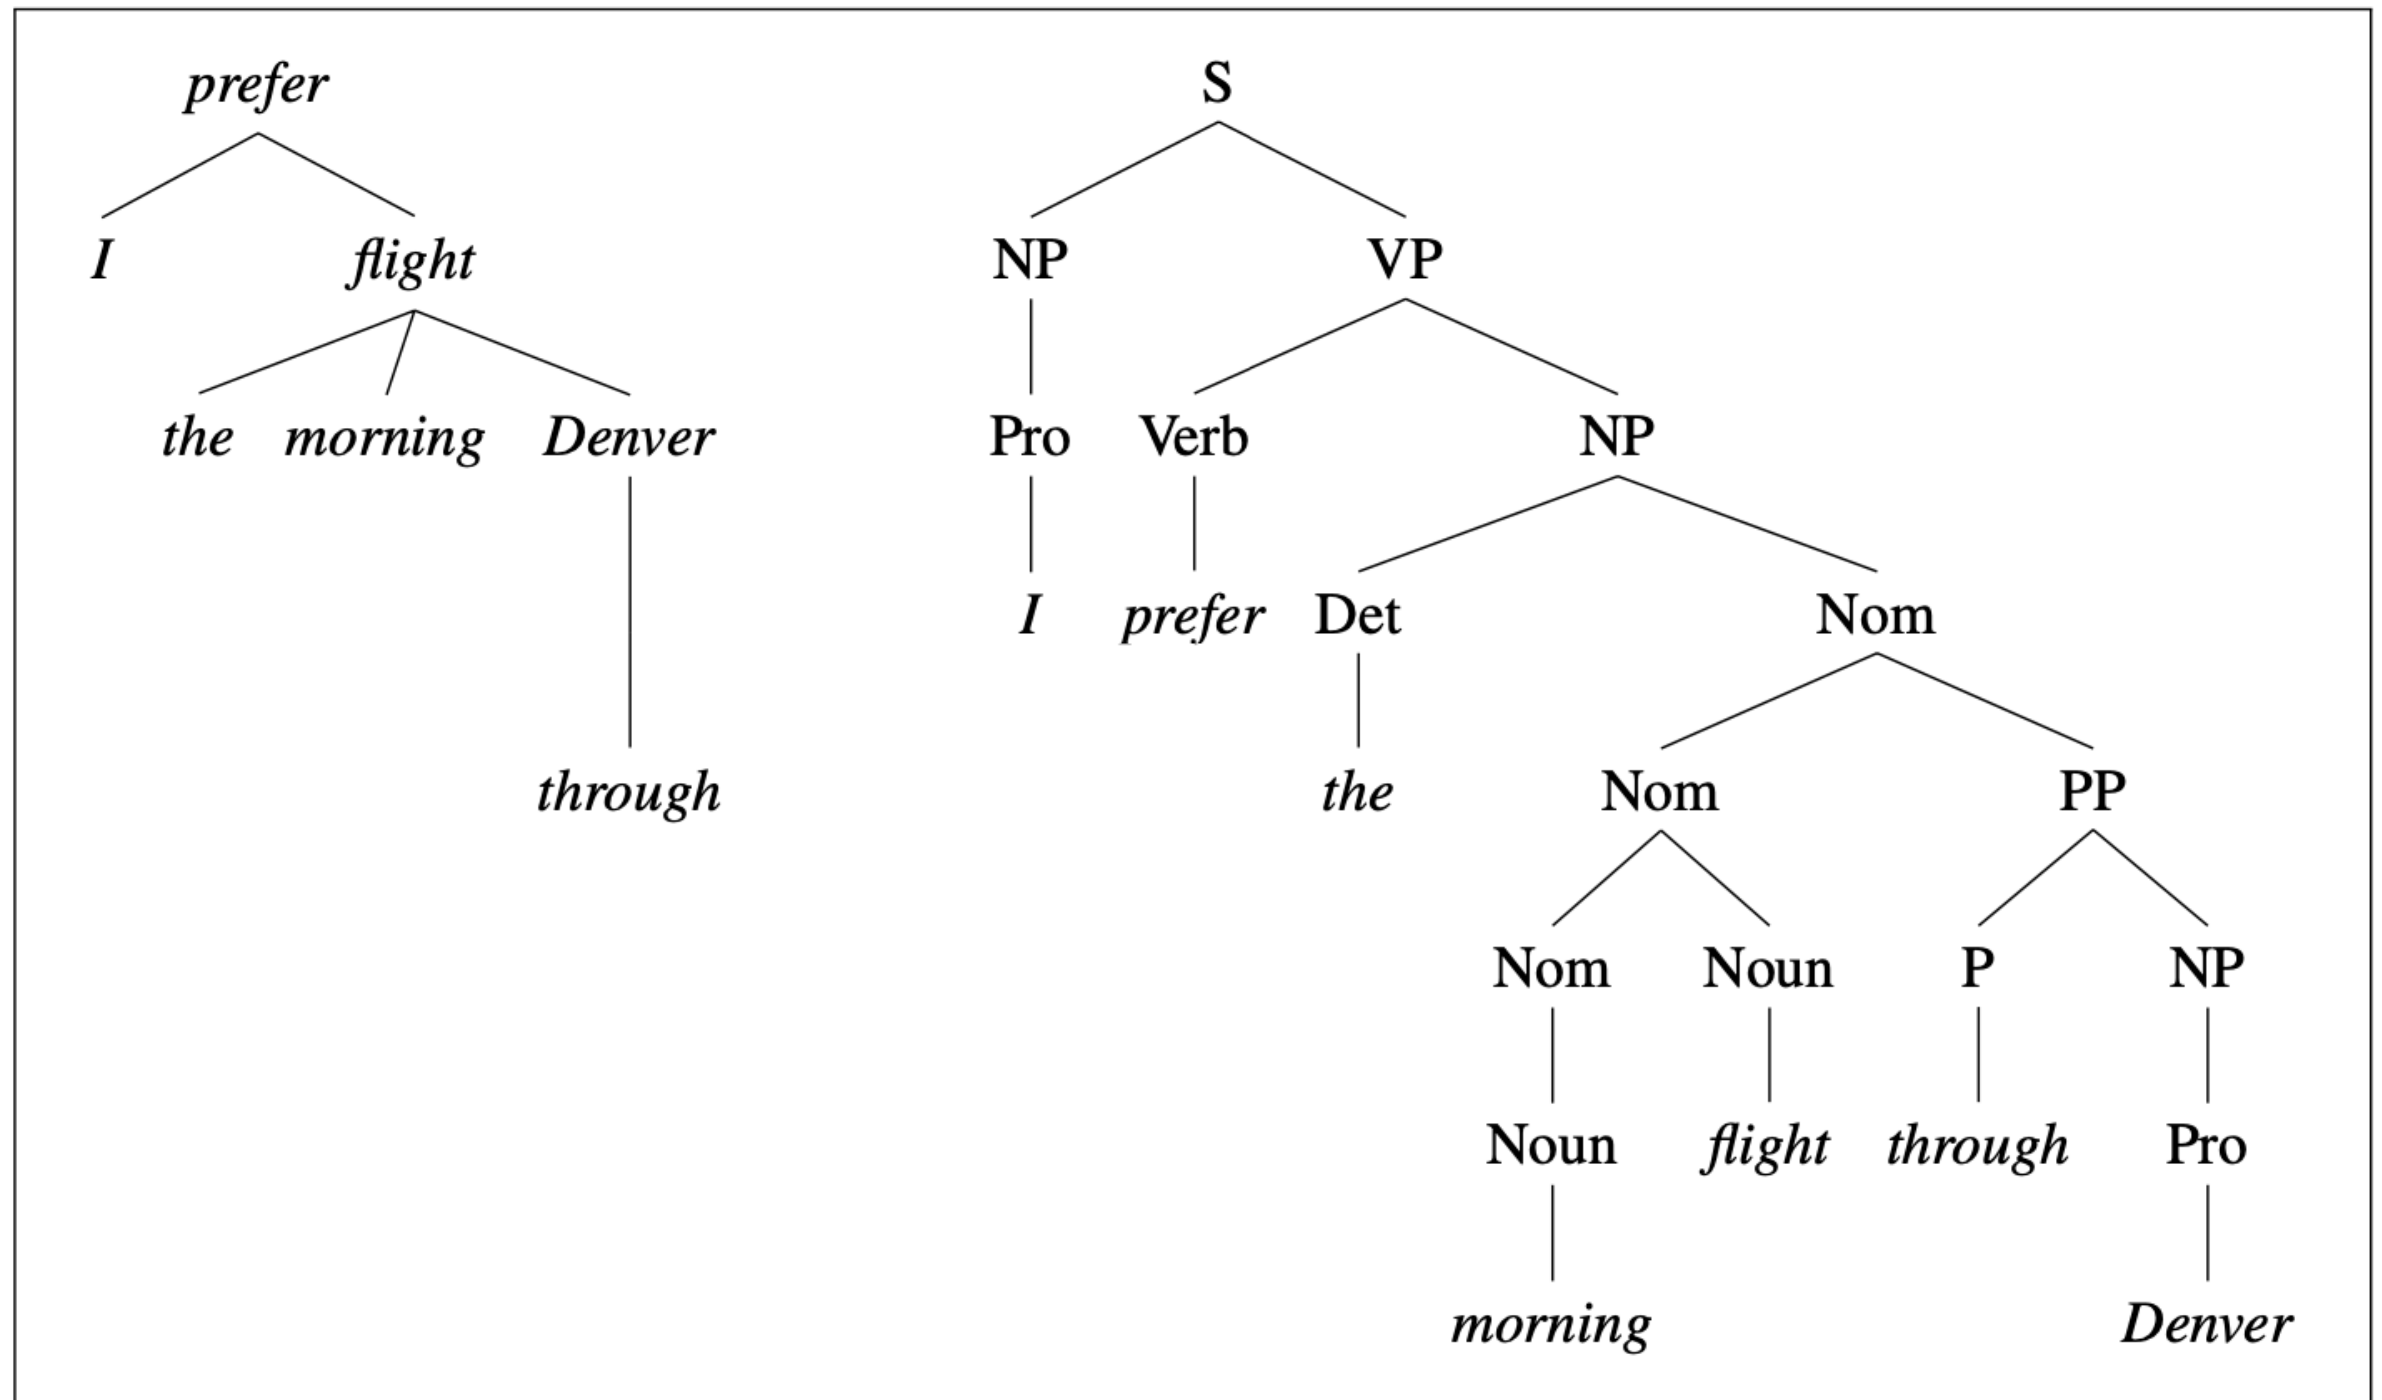 prefer S
I flight NP VP
the morning Denver Pro Verb NP
I prefer Det Nom
through the Nom PP
Nom Noun P NP
Noun flight through Pro
morning Denver